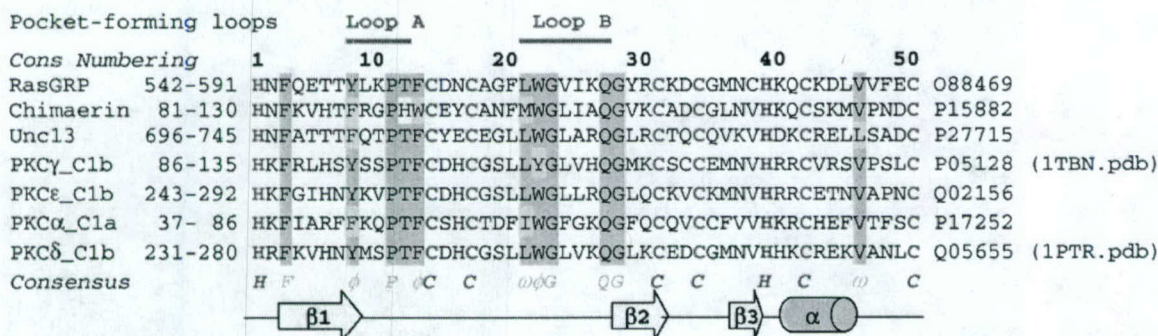 Pocket-forming loops Loop A Loop B
Cons Numbering 1 10 20 30 40 50
RasGRP 542-591 HNFQETTYLKPTFCDNCAGFLWGVIKQGYRCKDCGMNCHKQCKDLVVFEC O88469
Chimaerin 81-130 HNFKVHTFRGPHWCEYCANFMWGLIAQGVKCADCGLNVHKQCSKMVPNDC P15882
Unc13 696-745 HNFATTTFQTPTFCYECEGLLWGLARQGLRCTQCQVKVHDKCRELLSADC P27715
PKCγ_C1b 86-135 HKFRLHSYSSPTFCDHCGSLLYGLVHQGMKCSCCEMNVHRRCVRSVPSLC P05128 (1TBN.pdb)
PKCε_C1b 243-292 HKFGIHNYKVPTFCDHCGSLLWGLLRQGLQCKVCKMNVHRRCETNVAPNC Q02156
PKCα_C1a 37- 86 HKFIARFFKQPTFCSHCTDFIWGFGKQGFQCQVCCFVVHKRCHEFVTFSC P17252
PKCδ_C1b 231-280 HRFKVHNYMSPTFCDHCGSLLWGLVKQGLKCEDCGMNVHHKCREKVANLC Q05655 (1PTR.pdb)
Consensus H F ϕ P ϕC C ωϕG QG C C H C ω C
β1 β2 β3 α